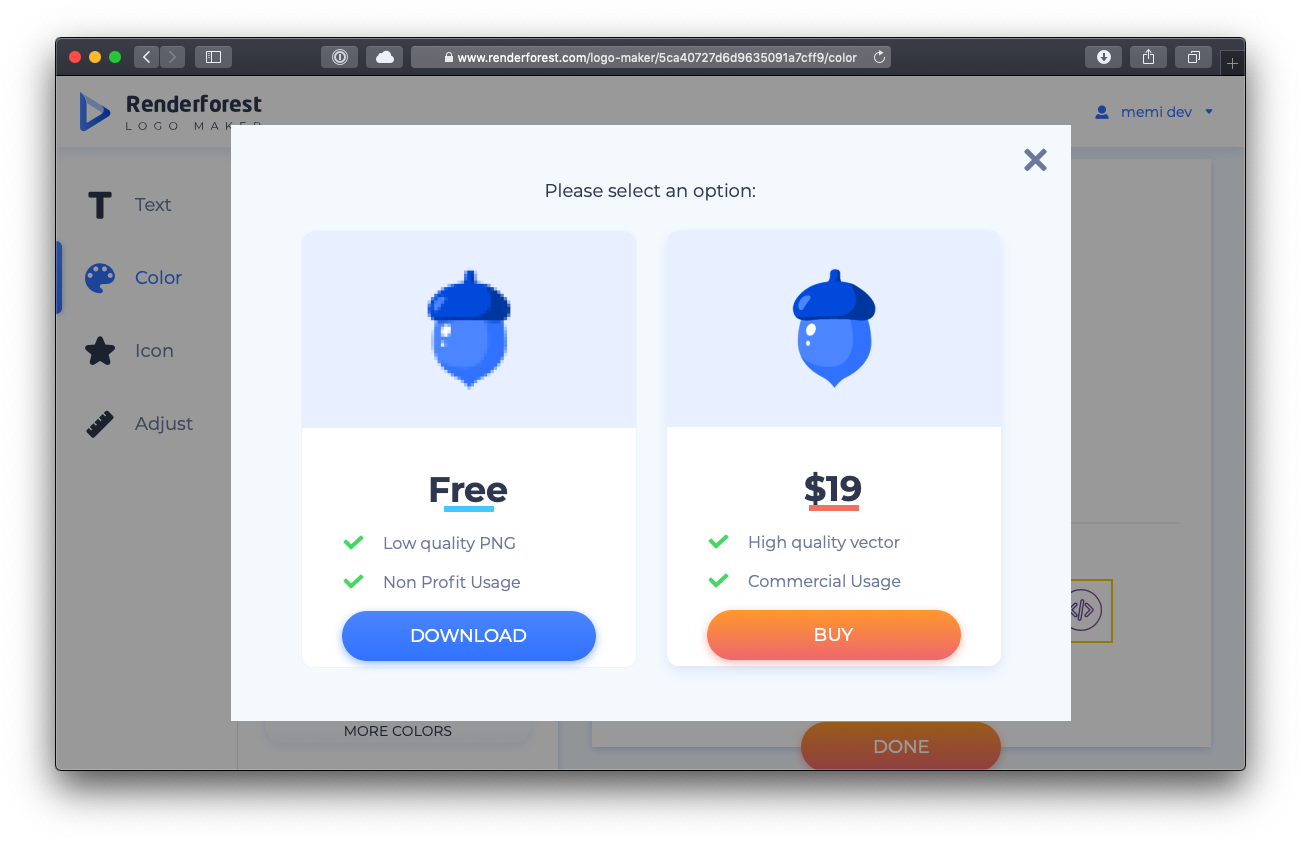 www.renderforest.com/logo-maker/5ca40727d6d9635091a7cff9/color
Renderforest
LOGO MAKER
memi dev
Text
Color
Icon
Adjust
Please select an option:
Free
Low quality PNG
Non Profit Usage
DOWNLOAD
$19
High quality vector
Commercial Usage
BUY
MORE COLORS
DONE